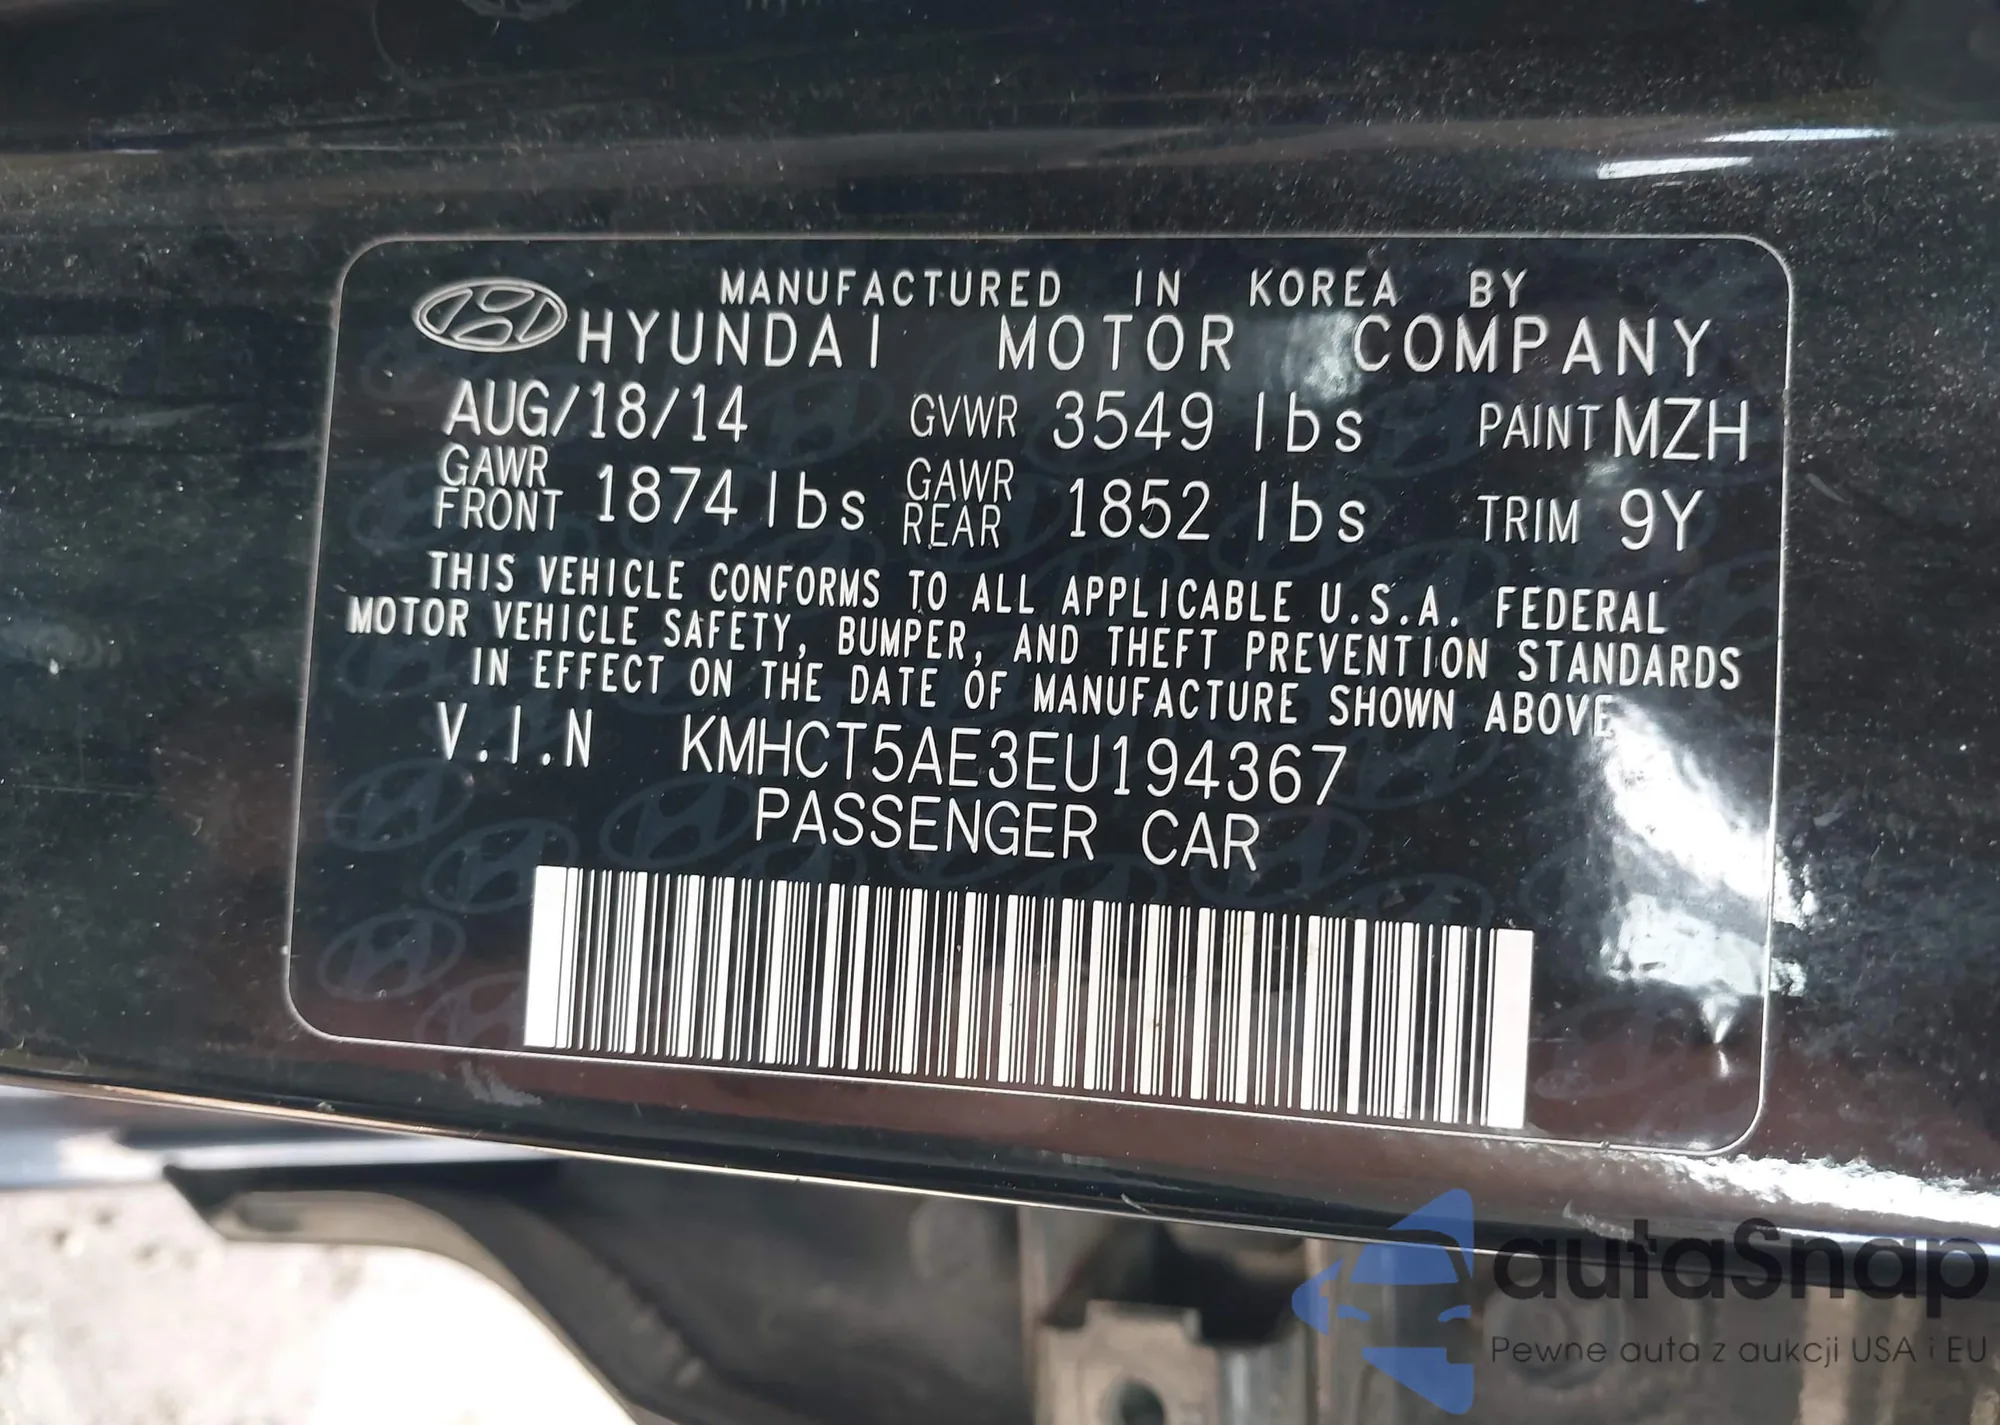 MANUFACTURED IN KOREA BY
HYUNDAI MOTOR COMPANY
AUG/18/14 GVWR 3549 lbs PAINT MZH
GAWR FRONT 1874 lbs GAWR REAR 1852 lbs TRIM 9Y
THIS VEHICLE CONFORMS TO ALL APPLICABLE U.S.A. FEDERAL
MOTOR VEHICLE SAFETY, BUMPER, AND THEFT PREVENTION STANDARDS
IN EFFECT ON THE DATE OF MANUFACTURE SHOWN ABOVE
V.I.N KMHCT5AE3EU194367
PASSENGER CAR
autaSnap
Pewne auta z aukcji USA i EU